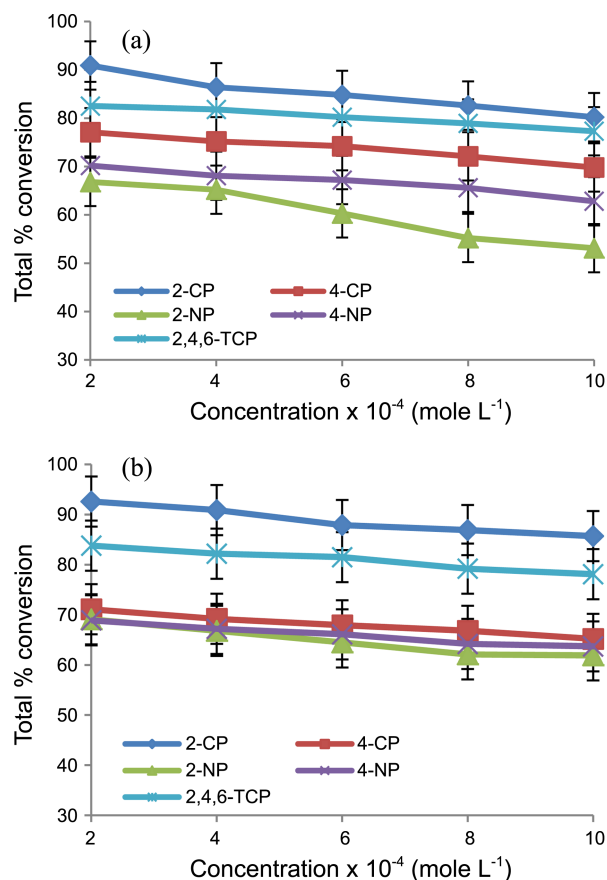 (a)
100
90
80
70
60
50
40
30
Total % conversion
2-CP 4-CP
2-NP 4-NP
2,4,6-TCP
2 4 6 8 10
Concentration x 10⁻⁴ (mole L⁻¹)
(b)
100
90
80
70
60
50
40
30
Total % conversion
2-CP 4-CP
2-NP 4-NP
2,4,6-TCP
2 4 6 8 10
Concentration x 10⁻⁴ (mole L⁻¹)